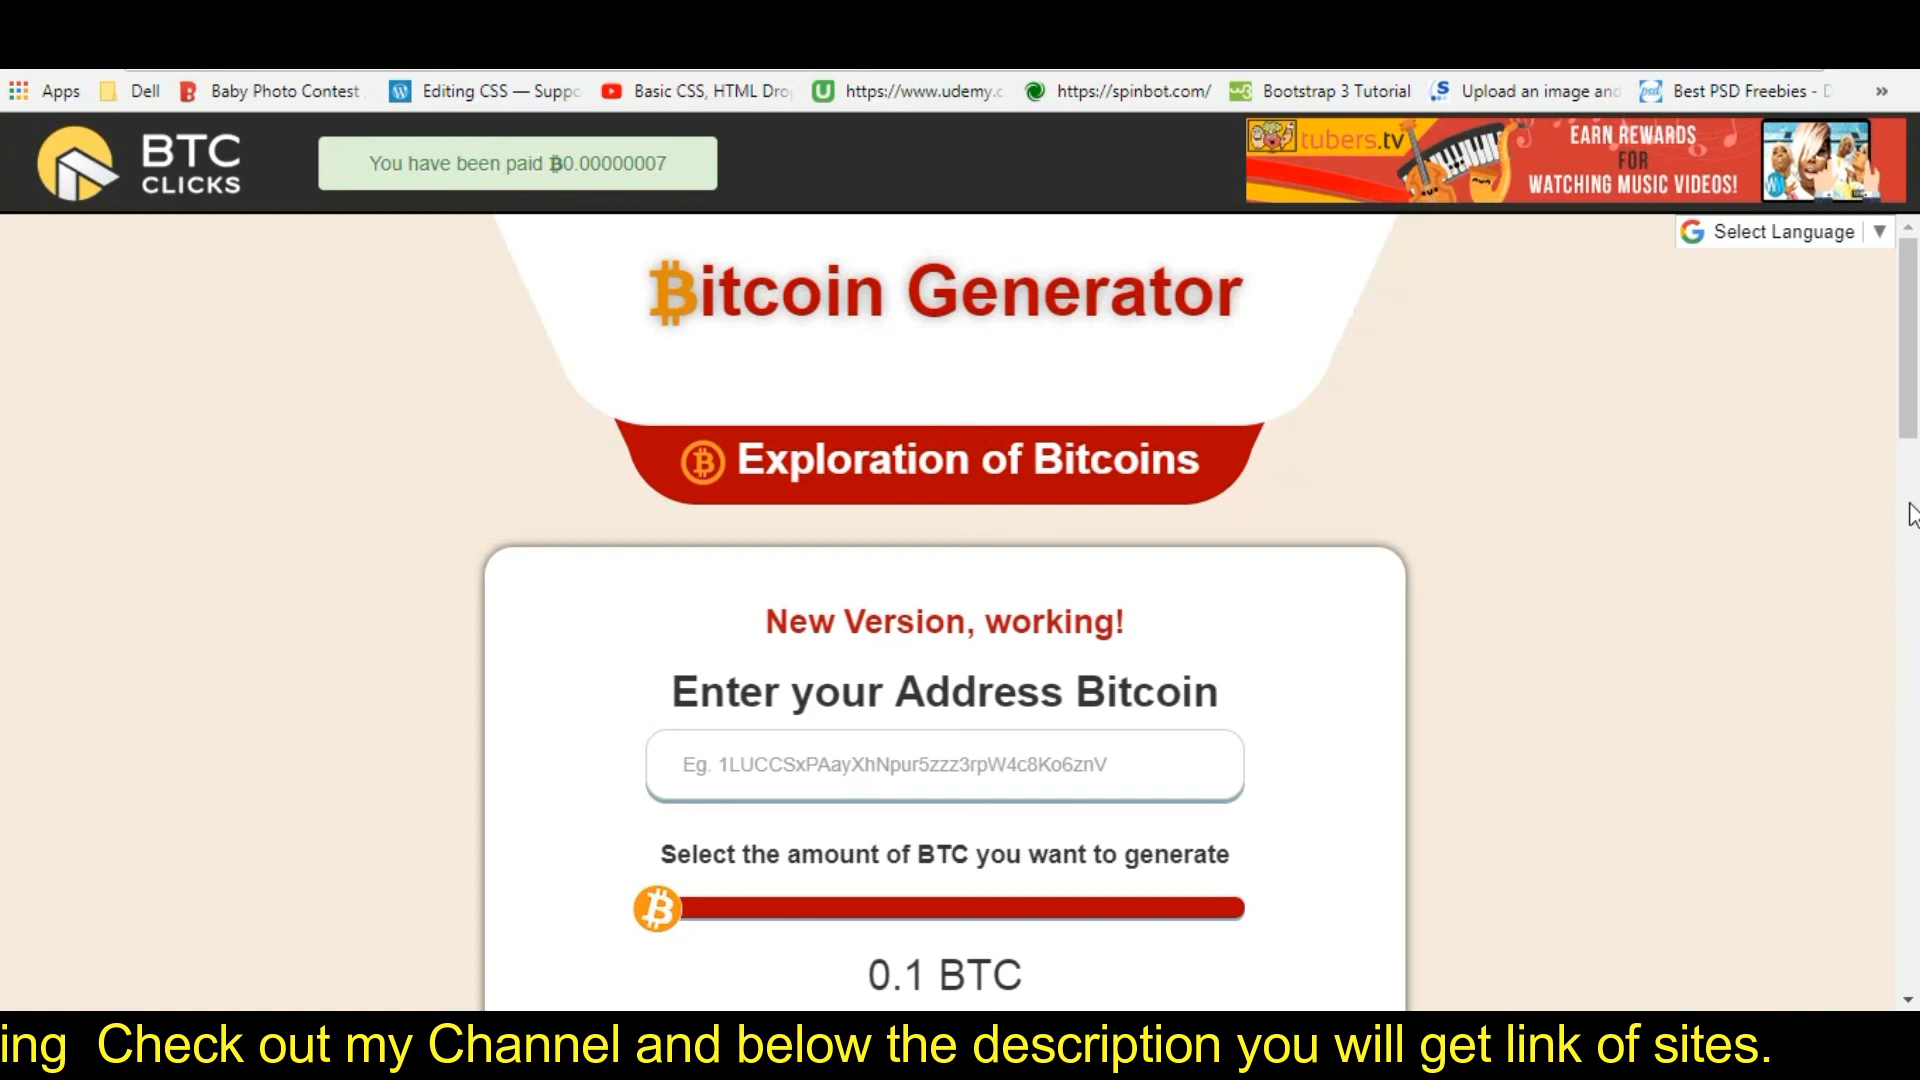 Apps Dell Baby Photo Contest Editing CSS — Suppo Basic CSS, HTML Dro https://www.udemy.c https://spinbot.com/ Bootstrap 3 Tutorial Upload an image and Best PSD Freebies - D »
BTC
CLICKS
You have been paid ₿0.00000007
tubers.tv
EARN REWARDS
FOR
WATCHING MUSIC VIDEOS!
Select Language ▼
₿itcoin Generator
Exploration of Bitcoins
New Version, working!
Enter your Address Bitcoin
Eg. 1LUCCSxPAayXhNpur5zzz3rpW4c8Ko6znV
Select the amount of BTC you want to generate
0.1 BTC
ing Check out my Channel and below the description you will get link of sites.